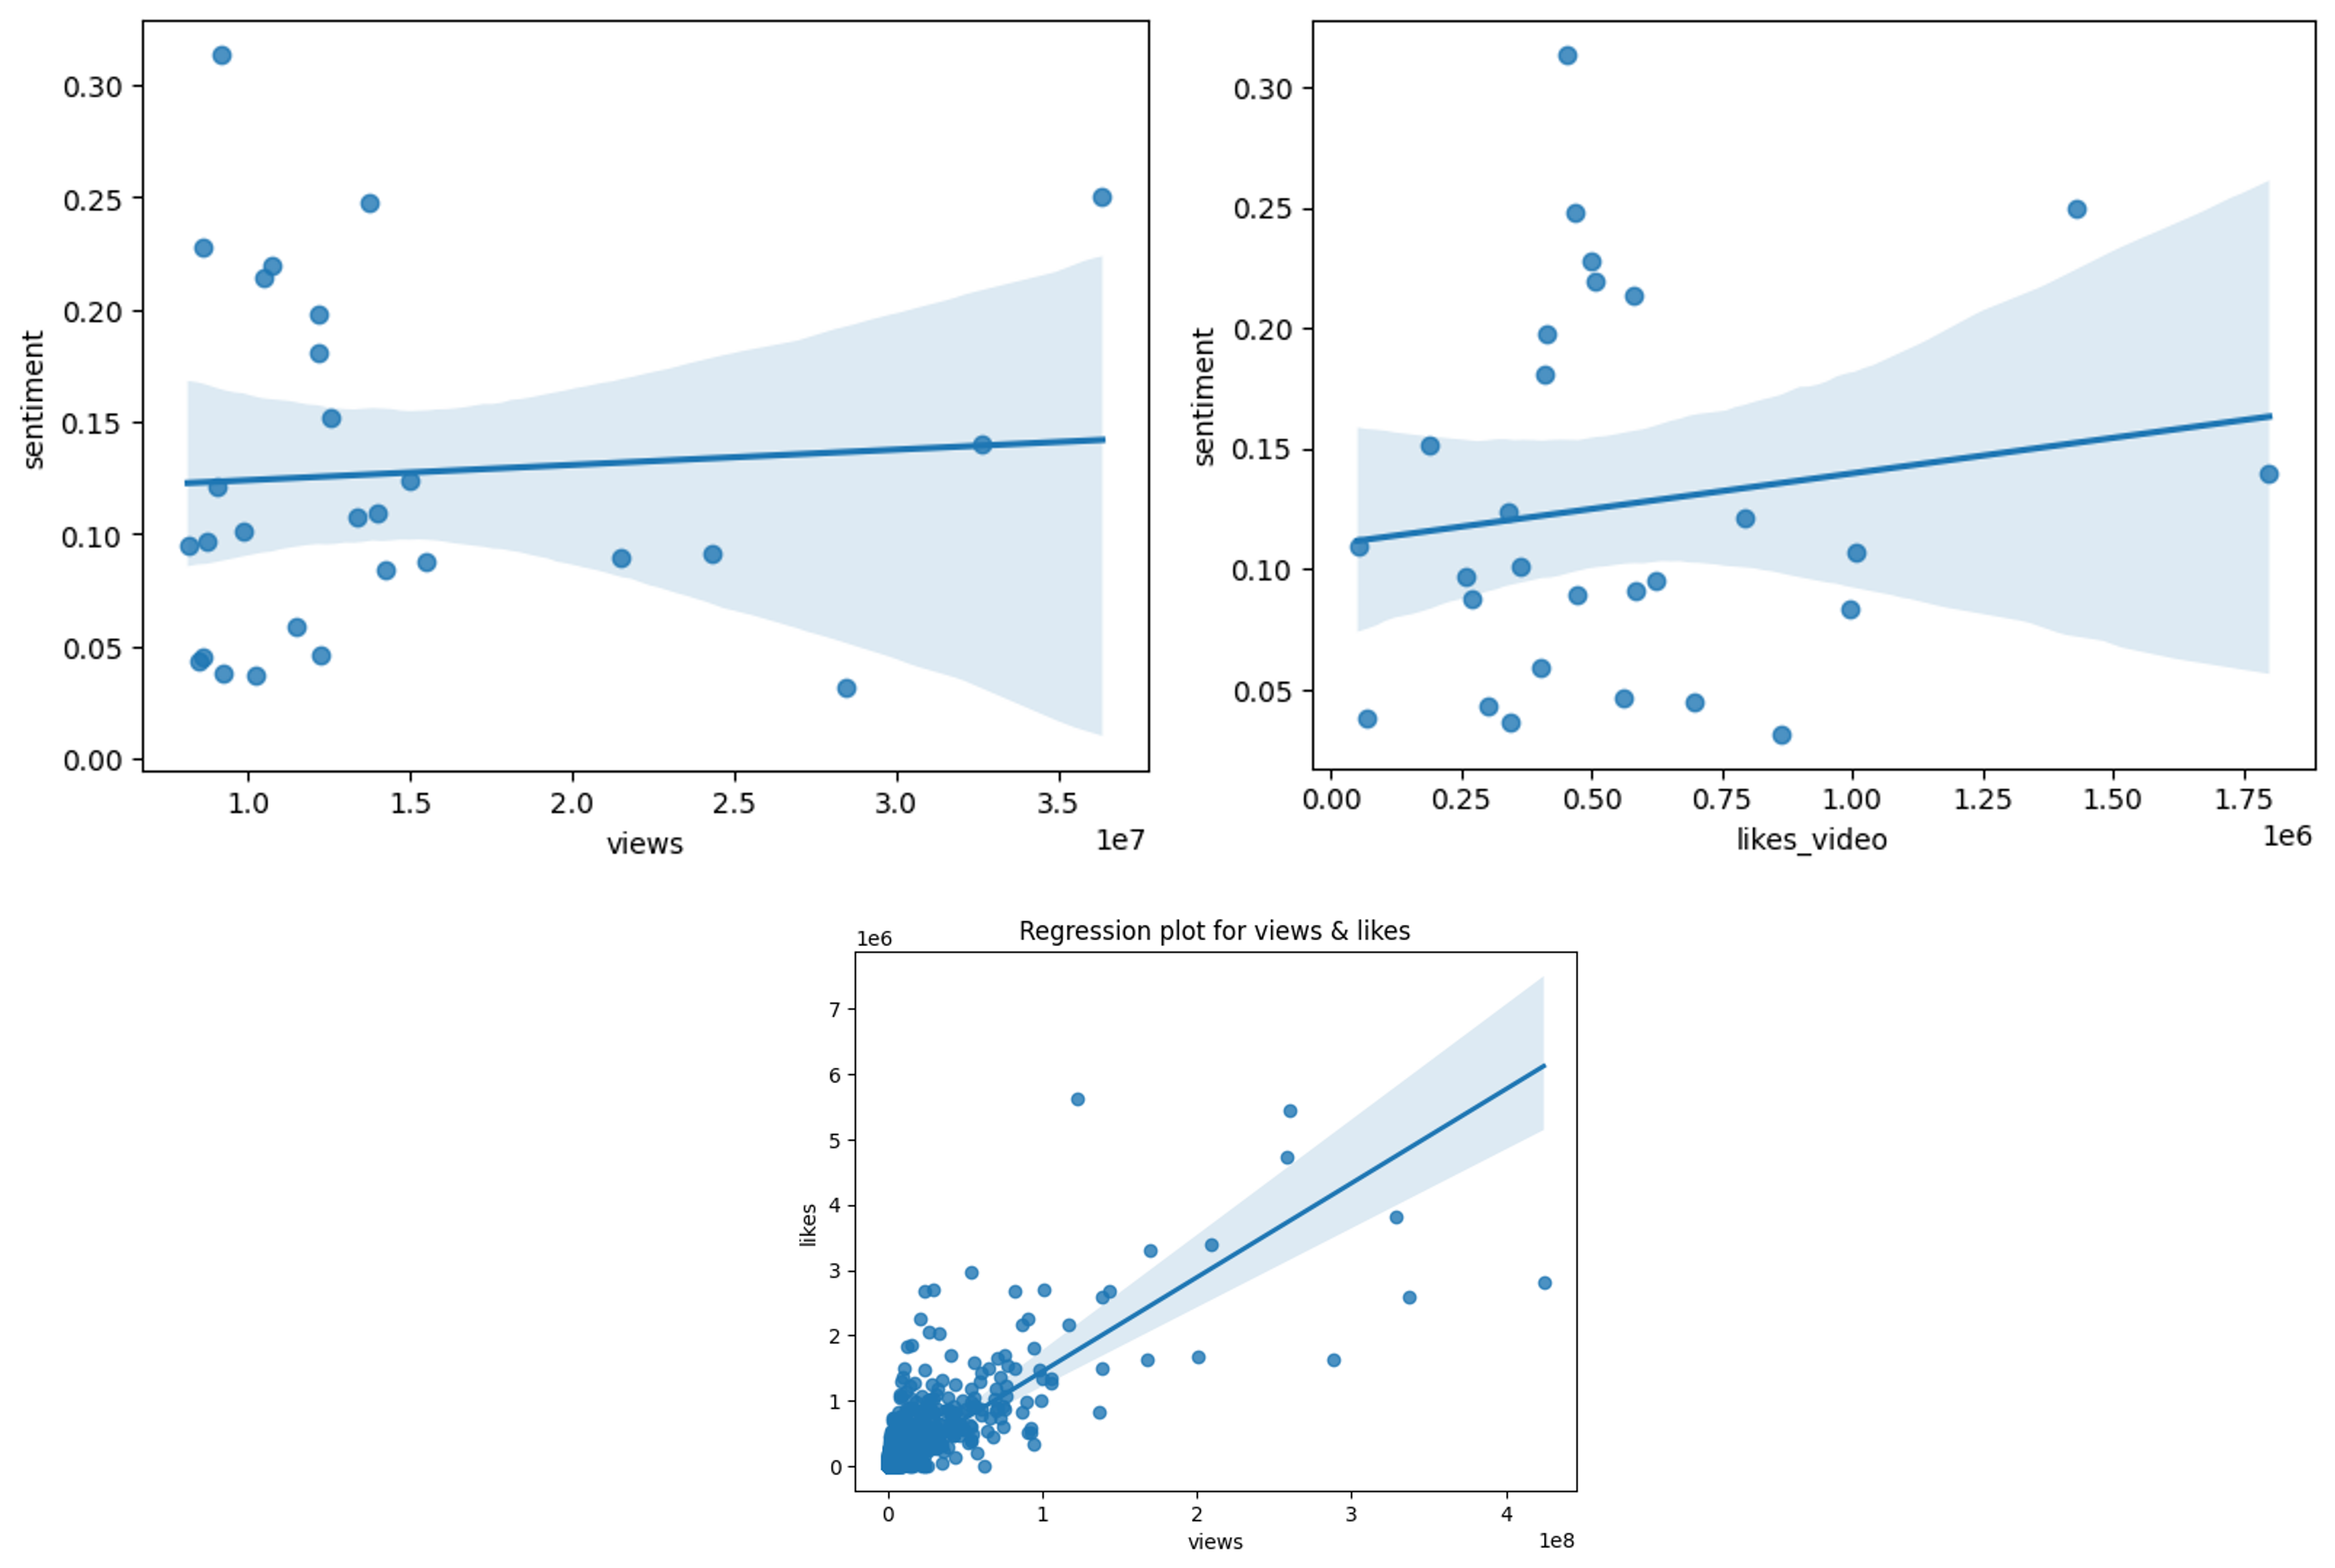 sentiment
0.30
0.25
0.20
0.15
0.10
0.05
0.00
1.0 1.5 2.0 2.5 3.0 3.5
views
1e7
sentiment
0.30
0.25
0.20
0.15
0.10
0.05
0.00 0.25 0.50 0.75 1.00 1.25 1.50 1.75
likes_video
1e6
Regression plot for views & likes
1e6
likes
7
6
5
4
3
2
1
0
0 1 2 3 4
views
1e8